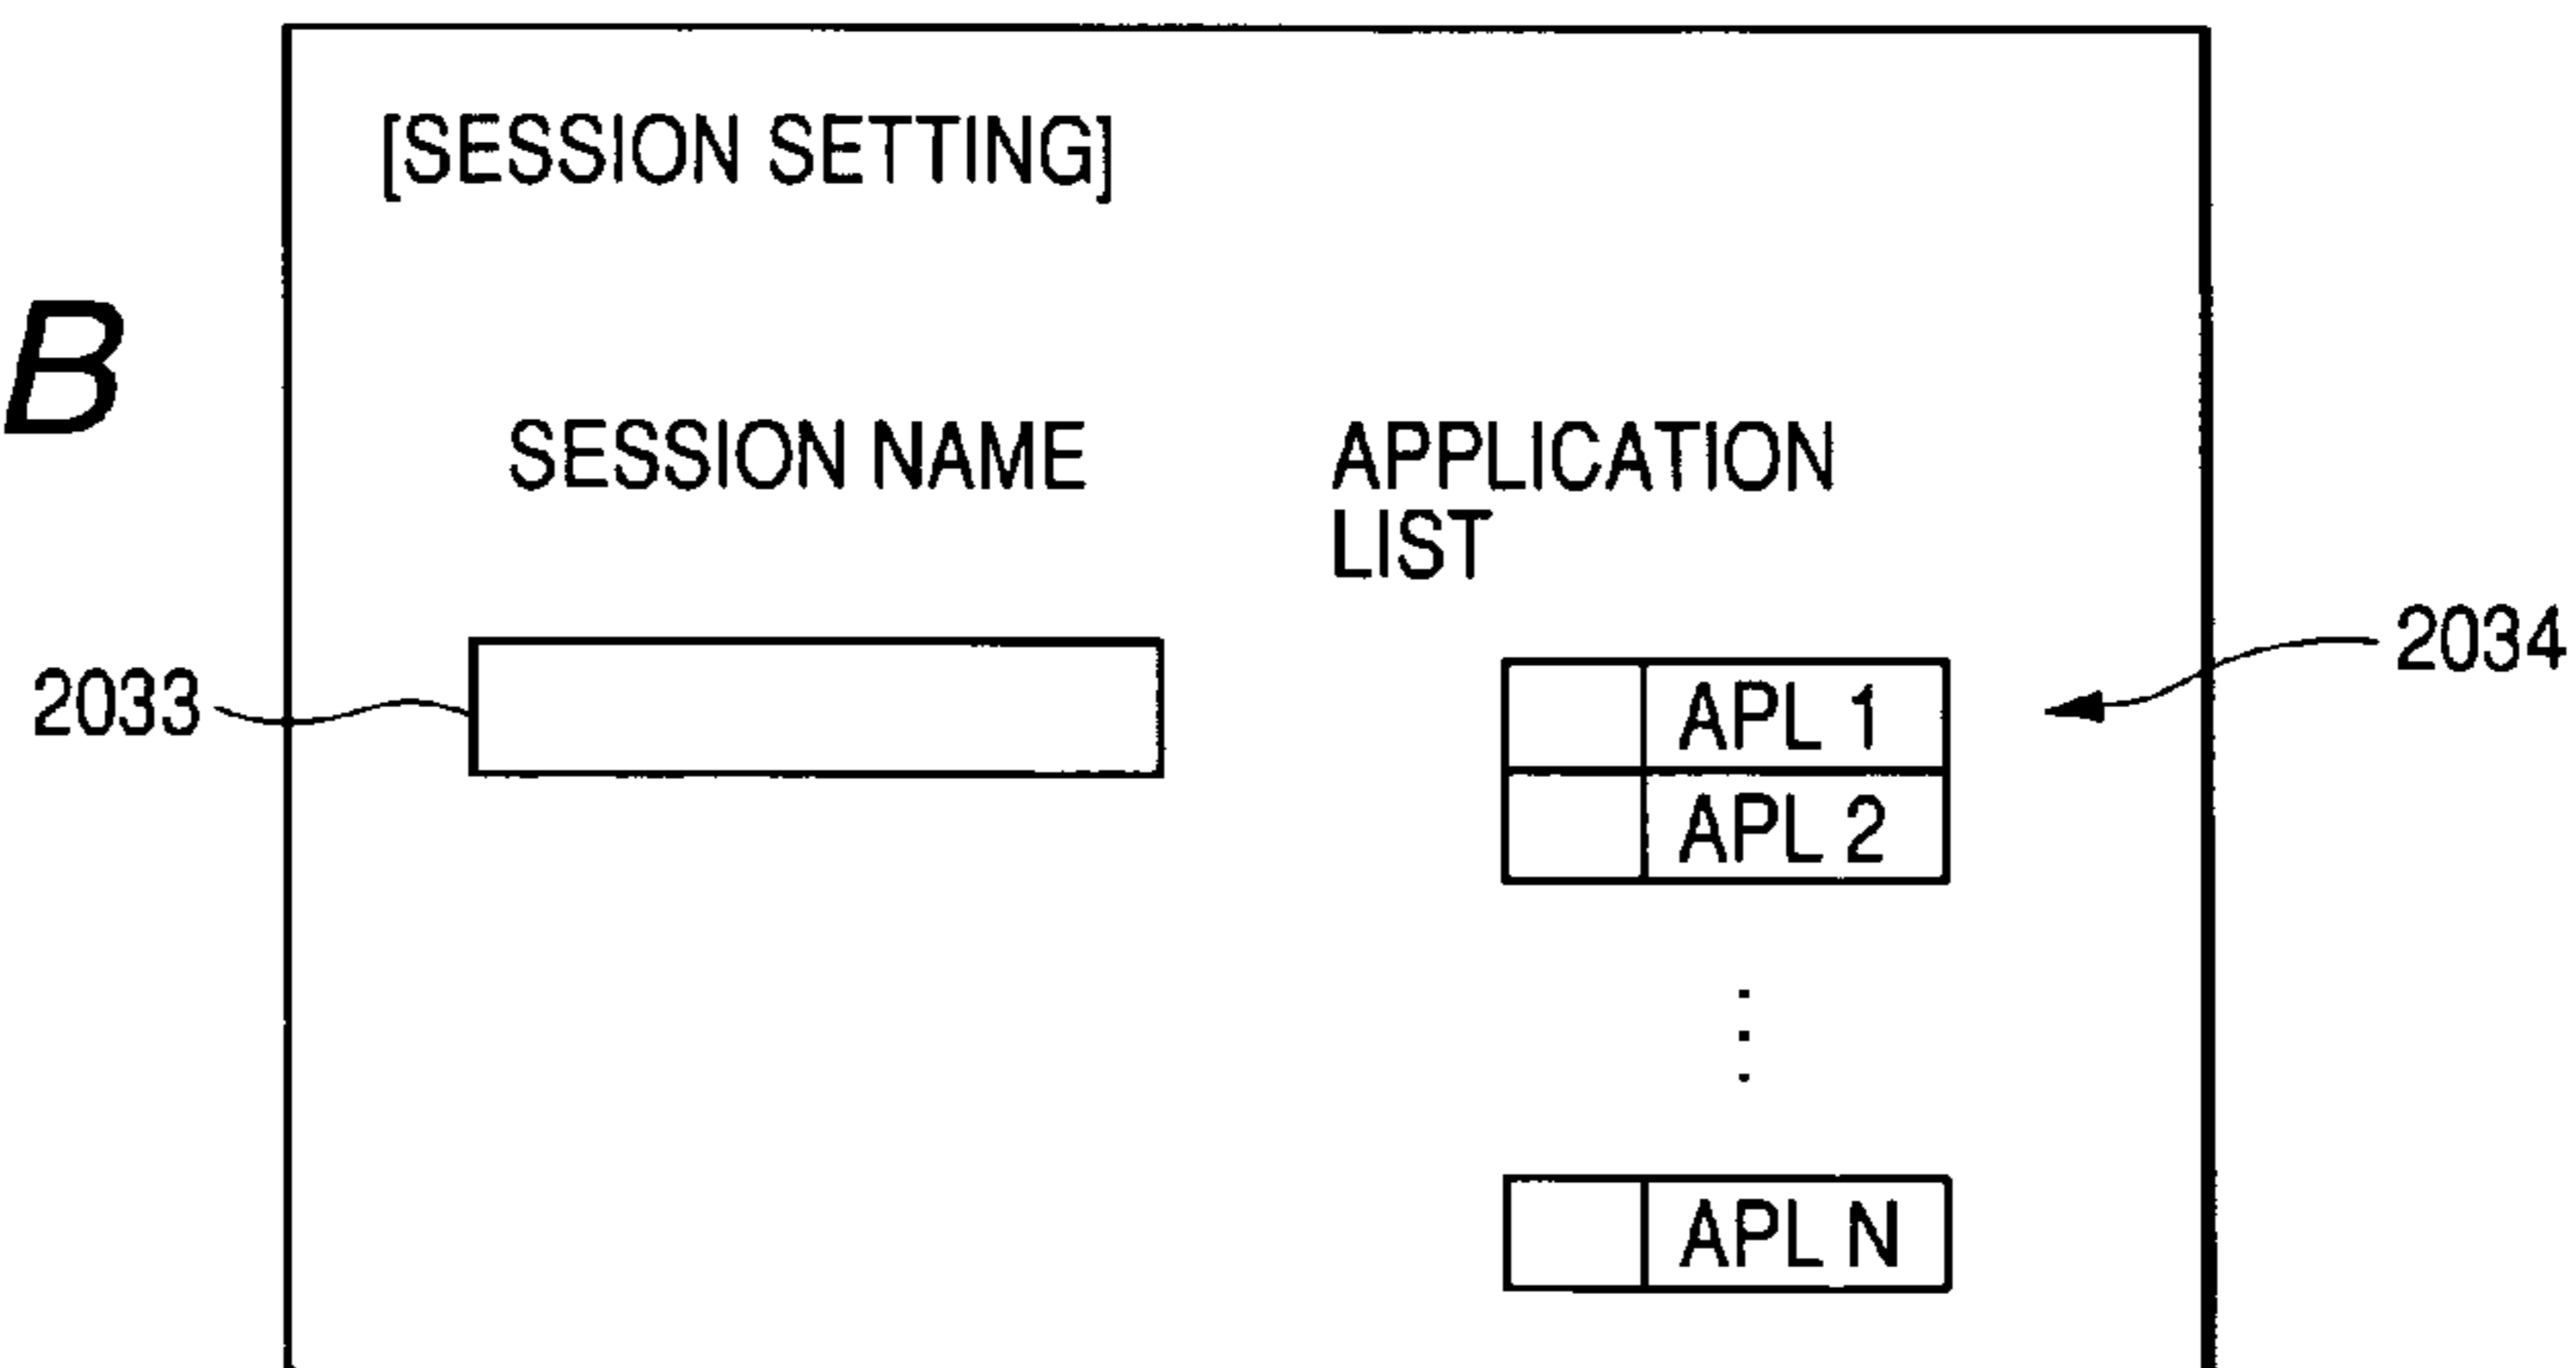 [SESSION SETTING]
B
SESSION NAME
APPLICATION
LIST
2033
2034
APL 1
APL 2
APL N